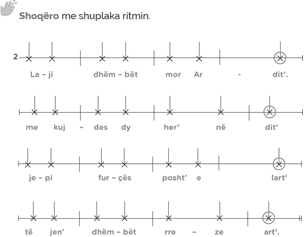 Shoqëro me shuplaka ritmin.
2
La – ji dhëm – bët mor Ar - dit'.
me kuj – des dy her' në dit'
je – pi fur – çës posht' e lart'
të jen' dhëm – bët rre – ze art'.